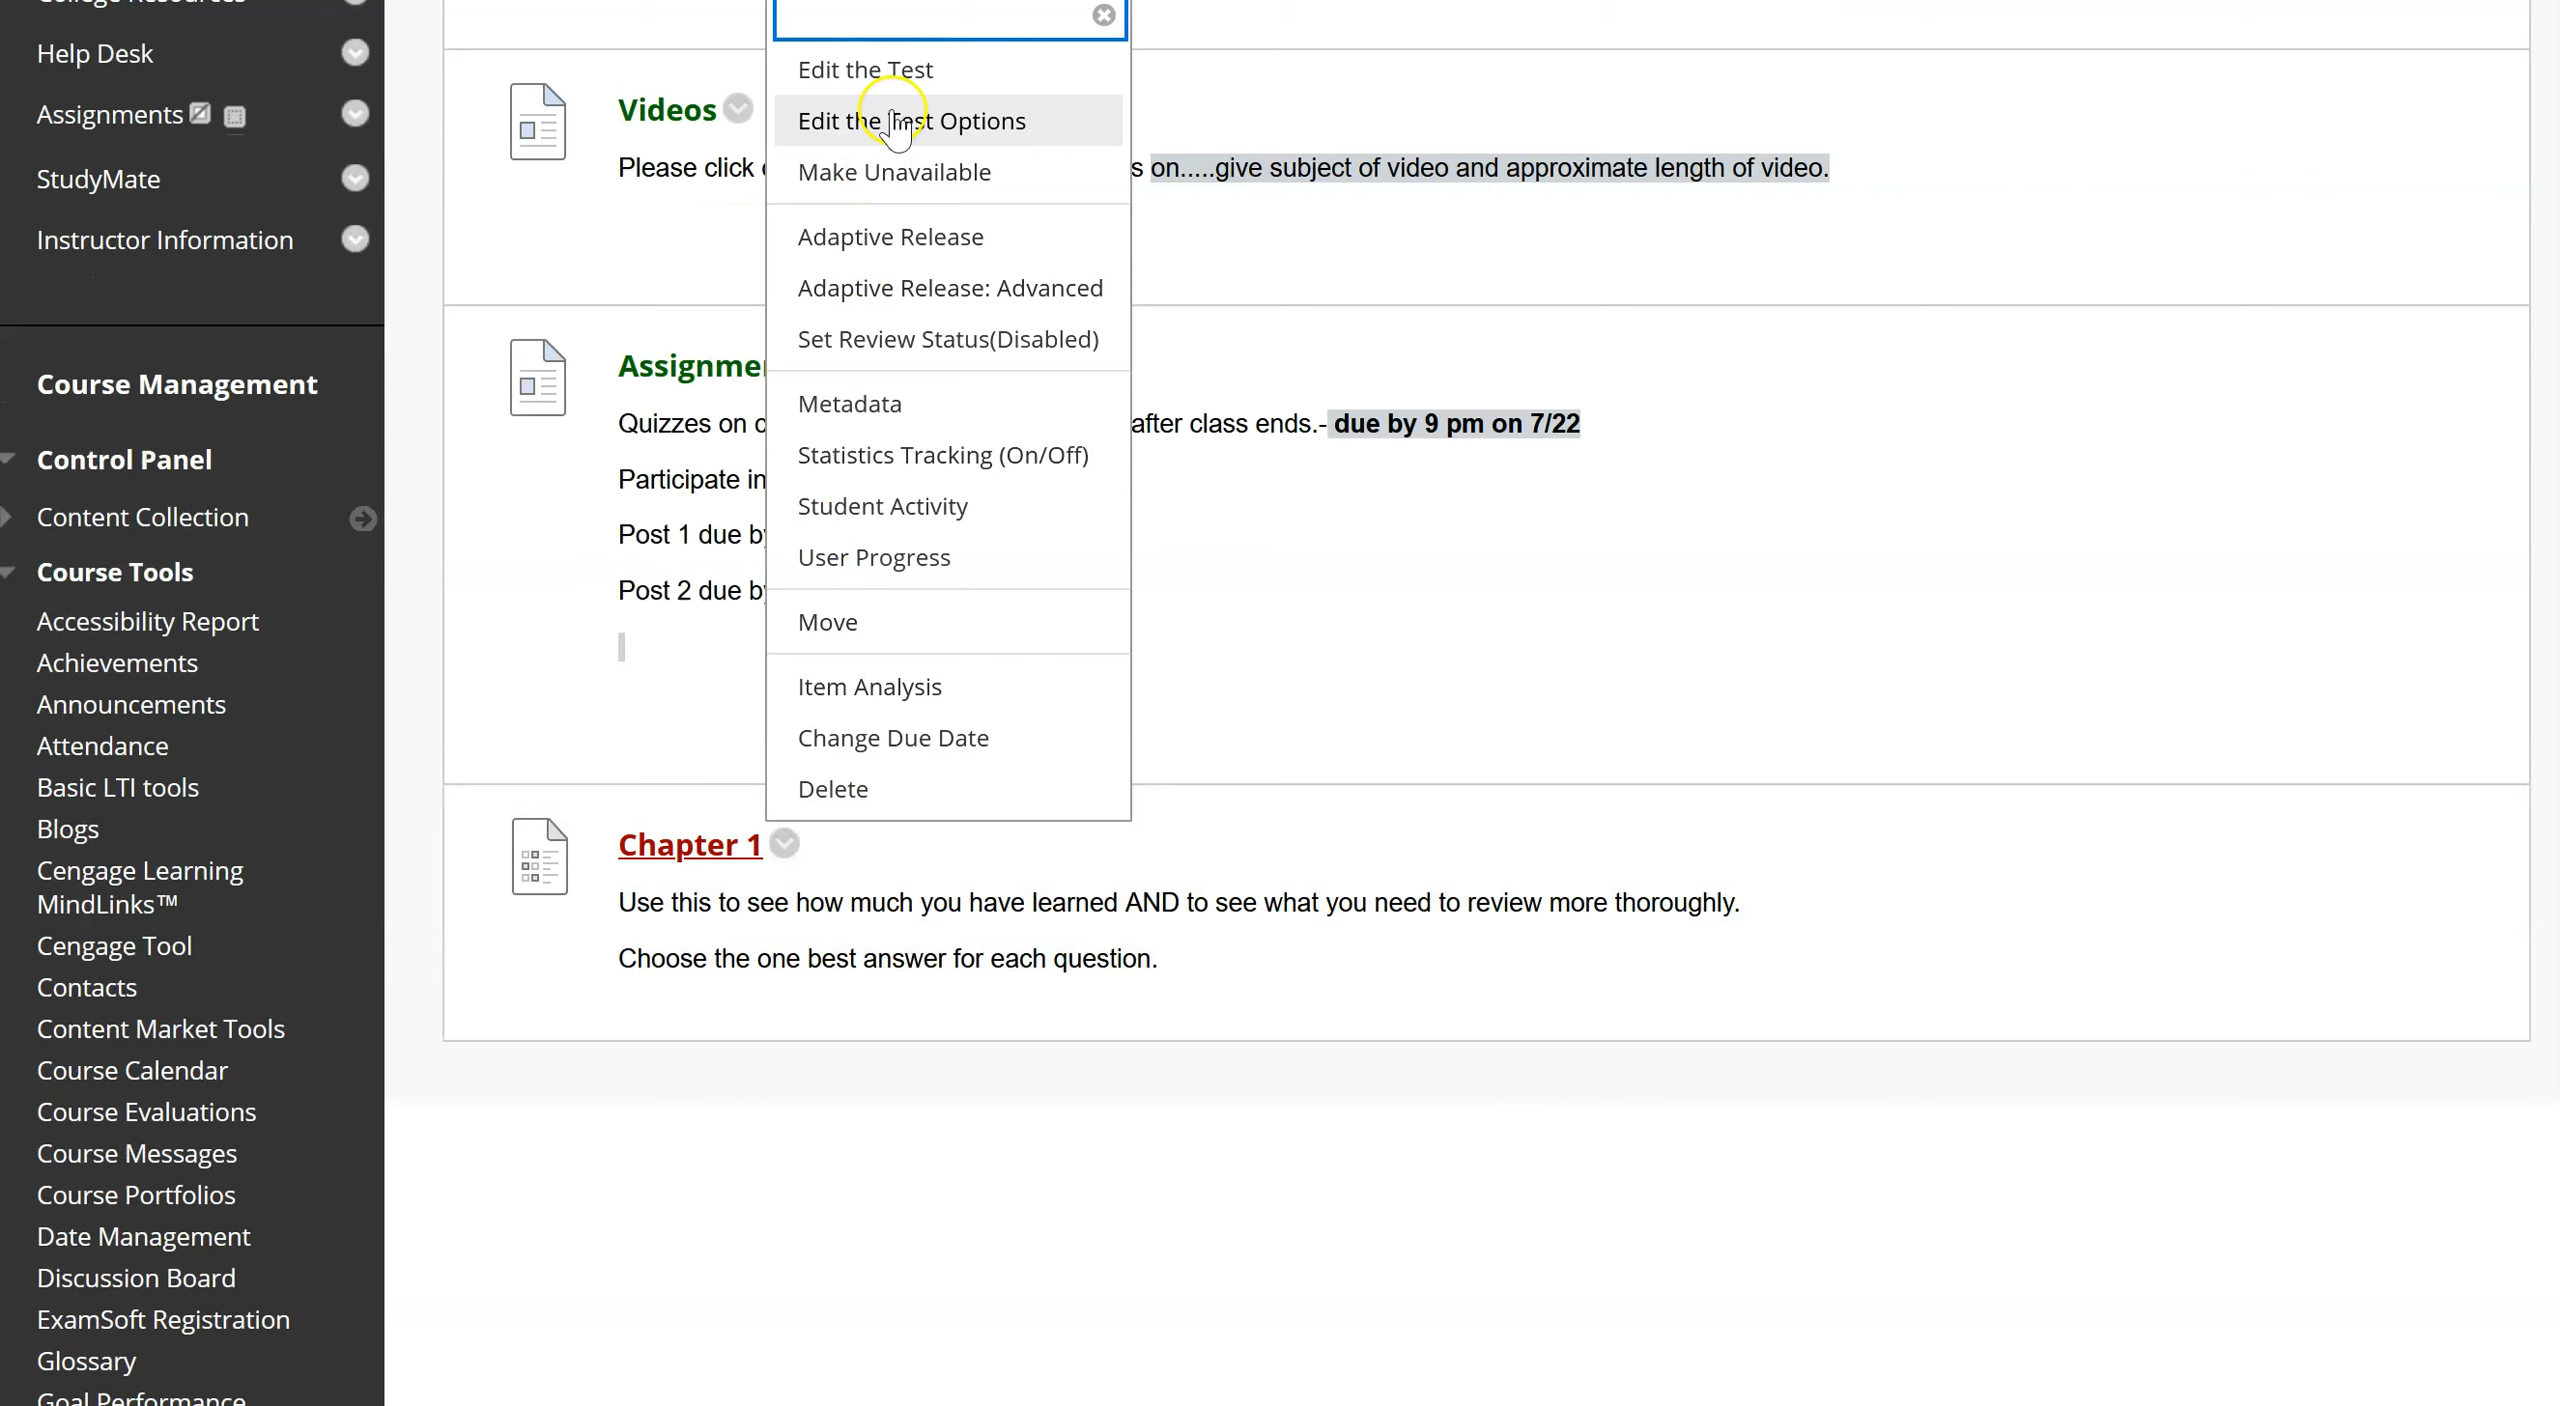 Help Desk
Assignments
StudyMate
Instructor Information
Course Management
Control Panel
Content Collection
Course Tools
Accessibility Report
Achievements
Announcements
Attendance
Basic LTI tools
Blogs
Cengage Learning
MindLinks™
Cengage Tool
Contacts
Content Market Tools
Course Calendar
Course Evaluations
Course Messages
Course Portfolios
Date Management
Discussion Board
ExamSoft Registration
Glossary
Goal Performance
Edit the Test
Edit the Test Options
Make Unavailable
Adaptive Release
Adaptive Release: Advanced
Set Review Status(Disabled)
Metadata
Statistics Tracking (On/Off)
Student Activity
User Progress
Move
Item Analysis
Change Due Date
Delete
Videos
Please click s on.....give subject of video and approximate length of video.
Quizzes on after class ends.- due by 9 pm on 7/22
Participate in
Post 1 due by
Post 2 due by
Chapter 1
Use this to see how much you have learned AND to see what you need to review more thoroughly.
Choose the one best answer for each question.